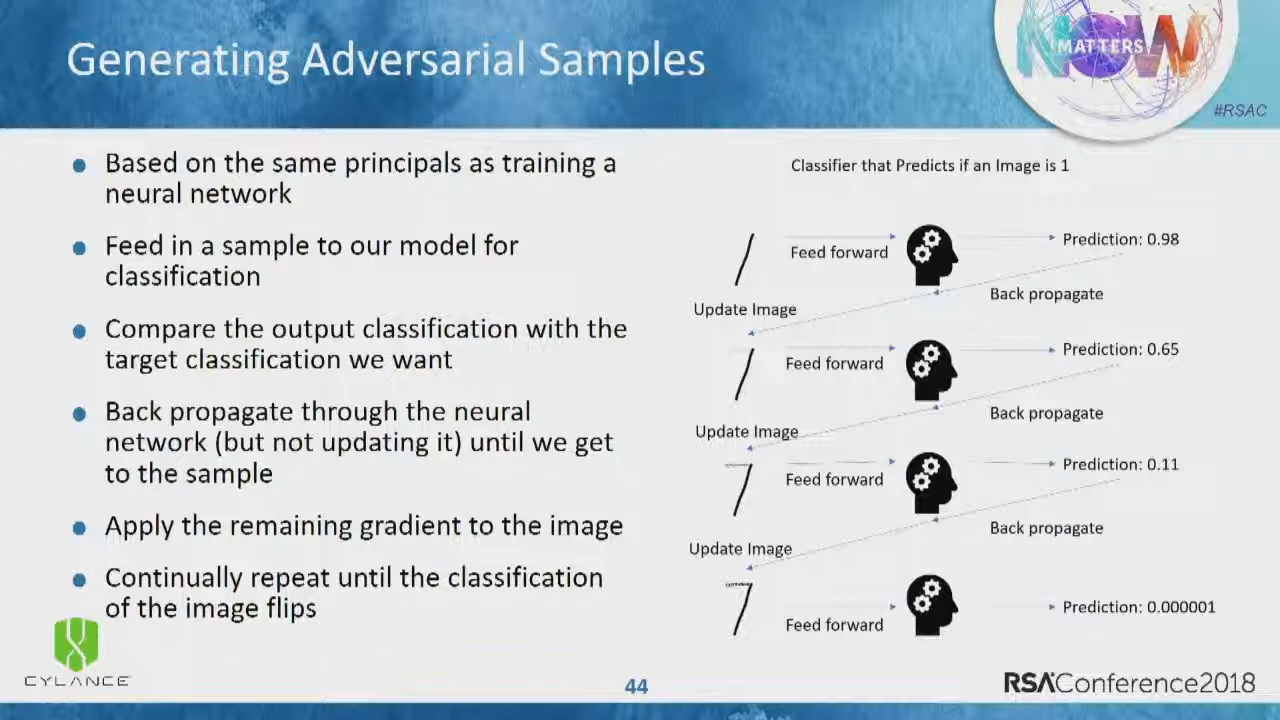 Generating Adversarial Samples
NOW
MATTERS
#RSAC
Based on the same principals as training a
neural network
Feed in a sample to our model for
classification
Compare the output classification with the
target classification we want
Back propagate through the neural
network (but not updating it) until we get
to the sample
Apply the remaining gradient to the image
Continually repeat until the classification
of the image flips
Classifier that Predicts if an Image is 1
Feed forward
Prediction: 0.98
Back propagate
Update Image
Feed forward
Prediction: 0.65
Back propagate
Update Image
Feed forward
Prediction: 0.11
Back propagate
Update Image
Feed forward
Prediction: 0.000001
CYLANCE
44
RSAConference2018